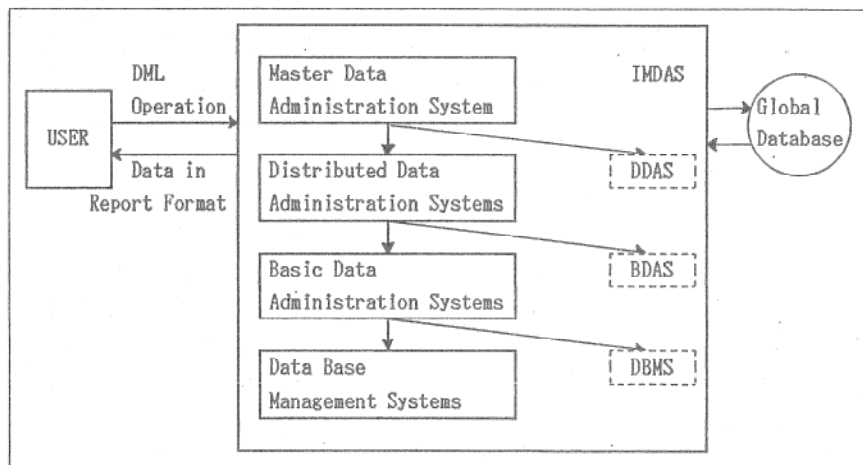 DML
Operation
USER
Data in
Report Format
Master Data
Administration System
IMDAS
Global
Database
Distributed Data
Administration Systems
DDAS
Basic Data
Administration Systems
BDAS
Data Base
Management Systems
DBMS